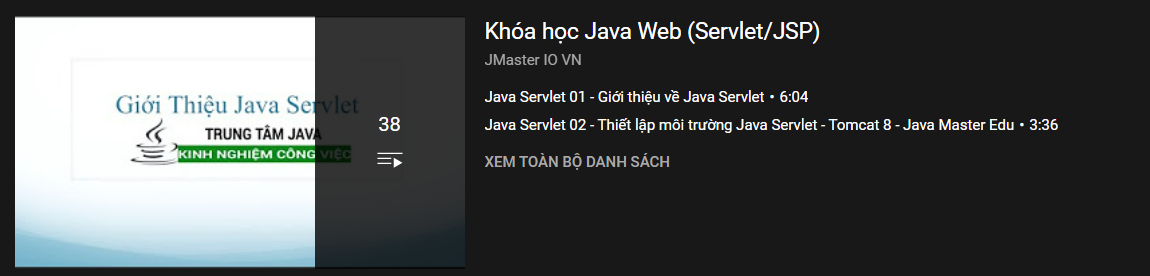 Giới Thiệu Java Servlet
TRUNG TÂM JAVA
KINH NGHIỆM CÔNG VIỆC
38
Khóa học Java Web (Servlet/JSP)
JMaster IO VN
Java Servlet 01 - Giới thiệu về Java Servlet • 6:04
Java Servlet 02 - Thiết lập môi trường Java Servlet - Tomcat 8 - Java Master Edu • 3:36
XEM TOÀN BỘ DANH SÁCH